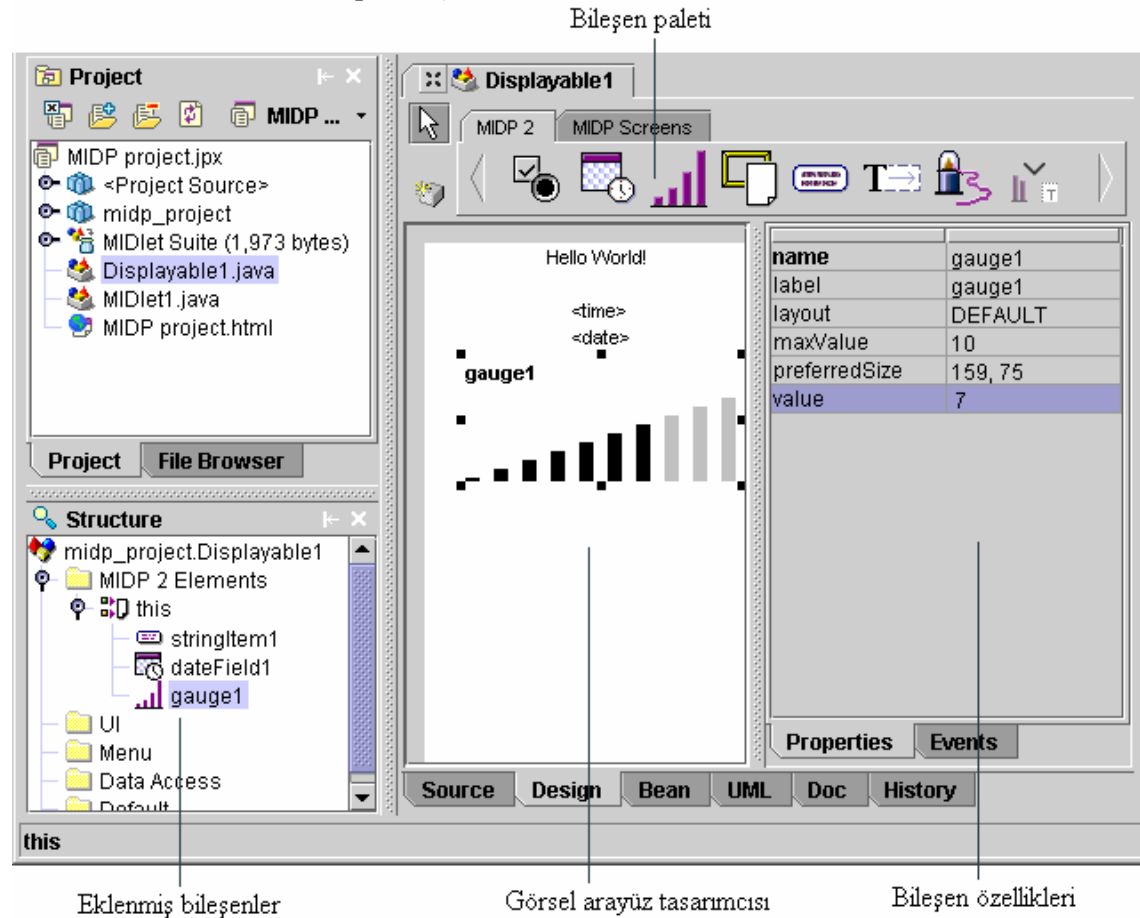 Bileşen paleti
Project
MIDP ...
MIDP project.jpx
<Project Source>
midp_project
MIDlet Suite (1,973 bytes)
Displayable1.java
MIDlet1.java
MIDP project.html
Project File Browser
Structure
midp_project.Displayable1
MIDP 2 Elements
this
stringItem1
dateField1
gauge1
UI
Menu
Data Access
Default
this
Displayable1
MIDP 2 MIDP Screens
Hello World!
<time>
<date>
gauge1
name gauge1
label gauge1
layout DEFAULT
maxValue 10
preferredSize 159, 75
value 7
Properties Events
Source Design Bean UML Doc History
Eklenmiş bileşenler
Görsel arayüz tasarımcısı
Bileşen özellikleri